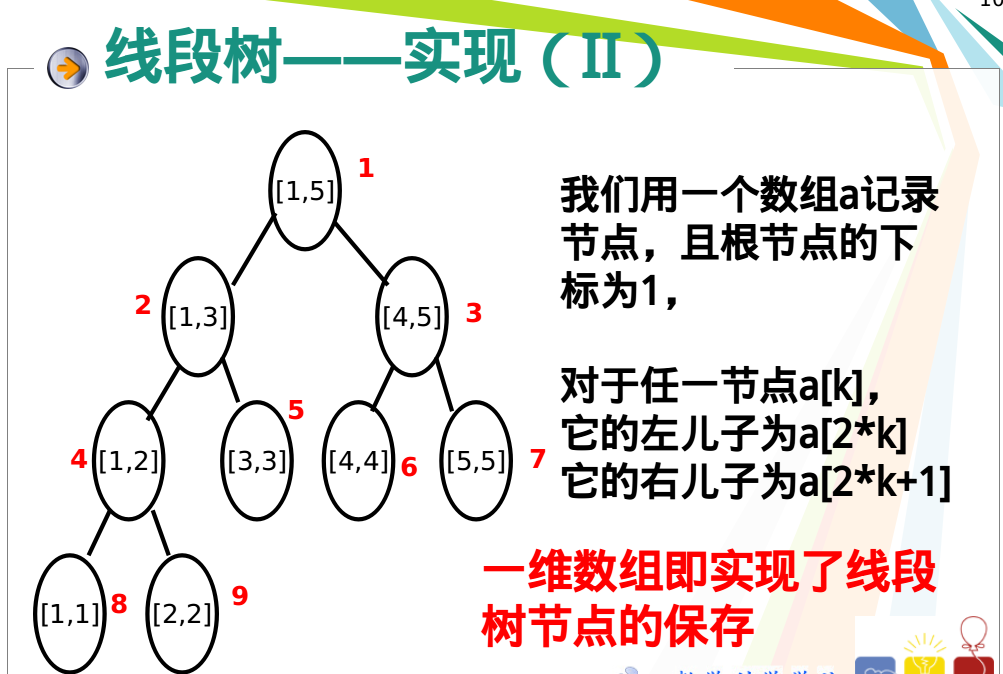 10
线段树——实现（II）
[1,5]
1
2
[1,3]
[4,5]
3
4
[1,2]
[3,3]
5
[4,4]
6
[5,5]
7
[1,1]
8
[2,2]
9
我们用一个数组a记录
节点，且根节点的下
标为1，
对于任一节点a[k]，
它的左儿子为a[2*k]
它的右儿子为a[2*k+1]
一维数组即实现了线段
树节点的保存